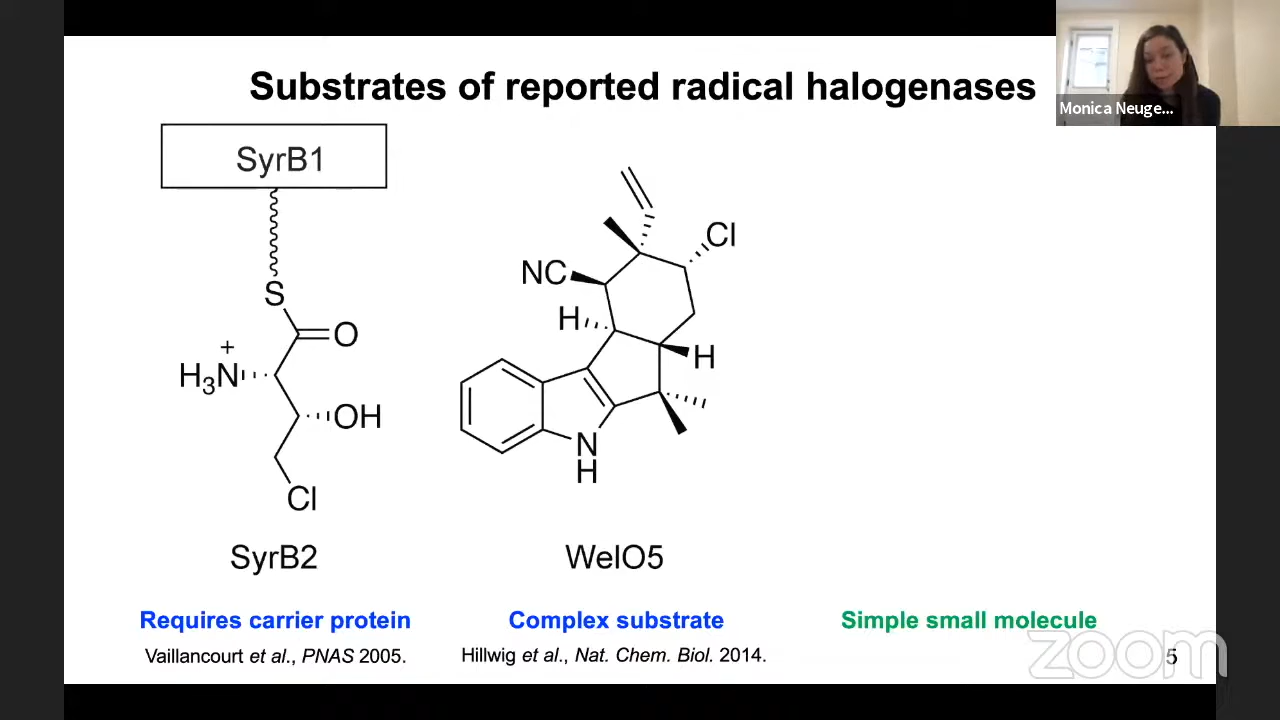 Substrates of reported radical halogenases
Monica Neuge...
SyrB1
S
O
+
H3N
OH
Cl
SyrB2
Cl
NC
H
H
N
H
WelO5
Requires carrier protein
Complex substrate
Simple small molecule
Vaillancourt et al., PNAS 2005.
Hillwig et al., Nat. Chem. Biol. 2014.
5
zoom